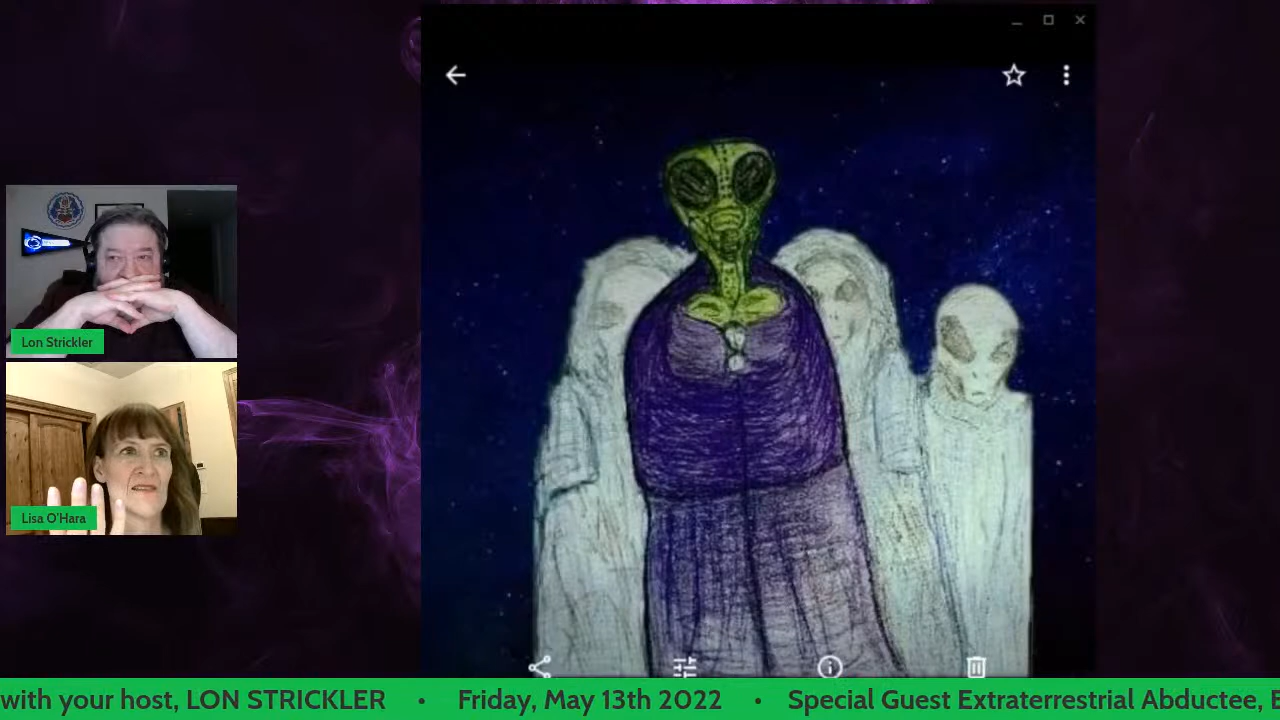 Lon Strickler
Lisa O'Hara
with your host, LON STRICKLER • Friday, May 13th 2022 • Special Guest Extraterrestrial Abductee, E